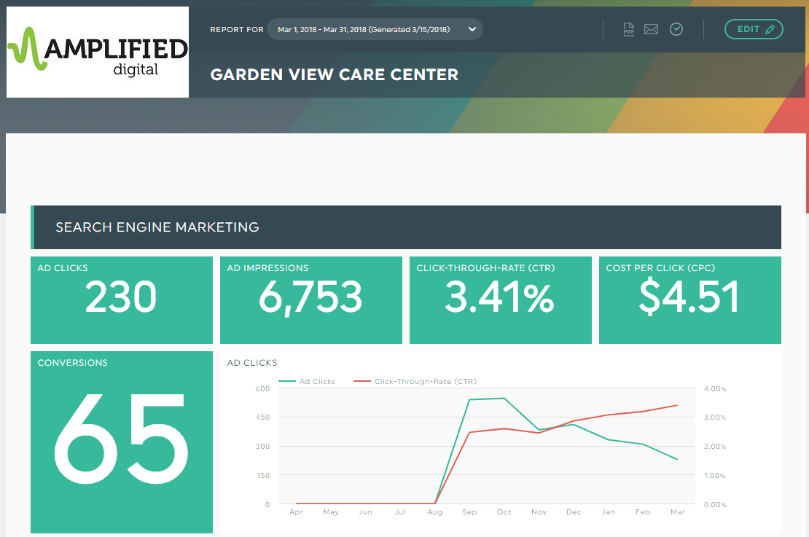 AMPLIFIED
digital
REPORT FOR Mar 1, 2018 - Mar 31, 2018 (Generated 3/15/2018)
PDF
EDIT
GARDEN VIEW CARE CENTER
SEARCH ENGINE MARKETING
AD CLICKS
230
AD IMPRESSIONS
6,753
CLICK-THROUGH-RATE (CTR)
3.41%
COST PER CLICK (CPC)
$4.51
CONVERSIONS
65
AD CLICKS
Ad Clicks Click-Through-Rate (CTR)
600 4.00%
450 3.00%
300 2.00%
150 1.00%
0 0.00%
Apr May Jun Jul Aug Sep Oct Nov Dec Jan Feb Mar